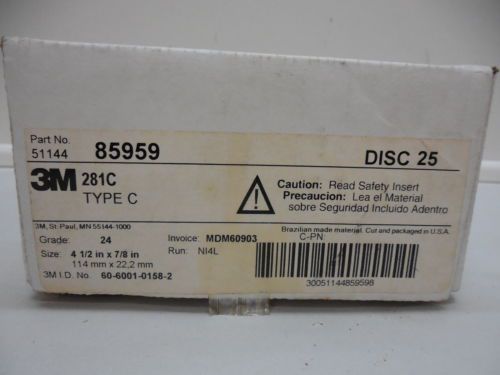 Part No.
51144 85959 DISC 25
3M 281C
TYPE C
Caution: Read Safety Insert
Precaucion: Lea el Material
sobre Seguridad Incluido Adentro
3M, St. Paul, MN 55144-1000
Brazilian made material. Cut and packaged in U.S.A.
Grade: 24 Invoice: MDM60903 C-PN:
Size: 4 1/2 in x 7/8 in Run: NI4L
114 mm x 22,2 mm
3M I.D. No. 60-6001-0158-2
30051144859598